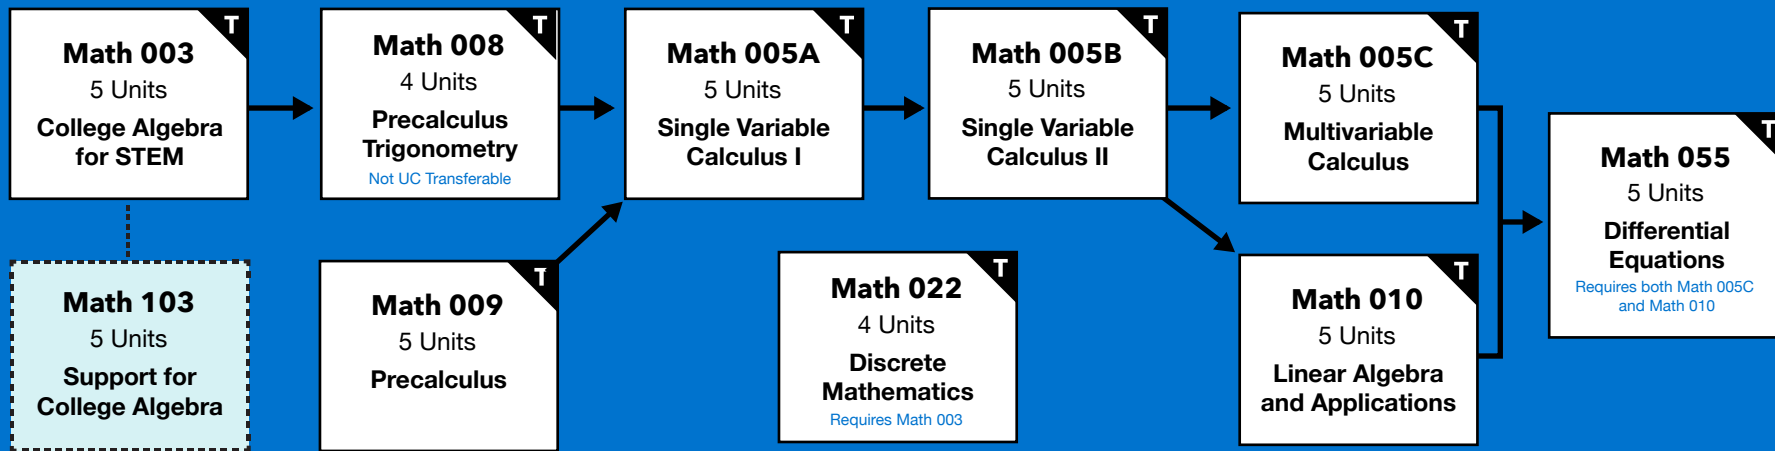 T
Math 003
5 Units
College Algebra
for STEM
T
Math 008
4 Units
Precalculus
Trigonometry
Not UC Transferable
T
Math 005A
5 Units
Single Variable
Calculus I
T
Math 005B
5 Units
Single Variable
Calculus II
T
Math 005C
5 Units
Multivariable
Calculus
T
Math 055
5 Units
Differential
Equations
Requires both Math 005C
and Math 010
Math 103
5 Units
Support for
College Algebra
T
Math 009
5 Units
Precalculus
T
Math 022
4 Units
Discrete
Mathematics
Requires Math 003
T
Math 010
5 Units
Linear Algebra
and Applications